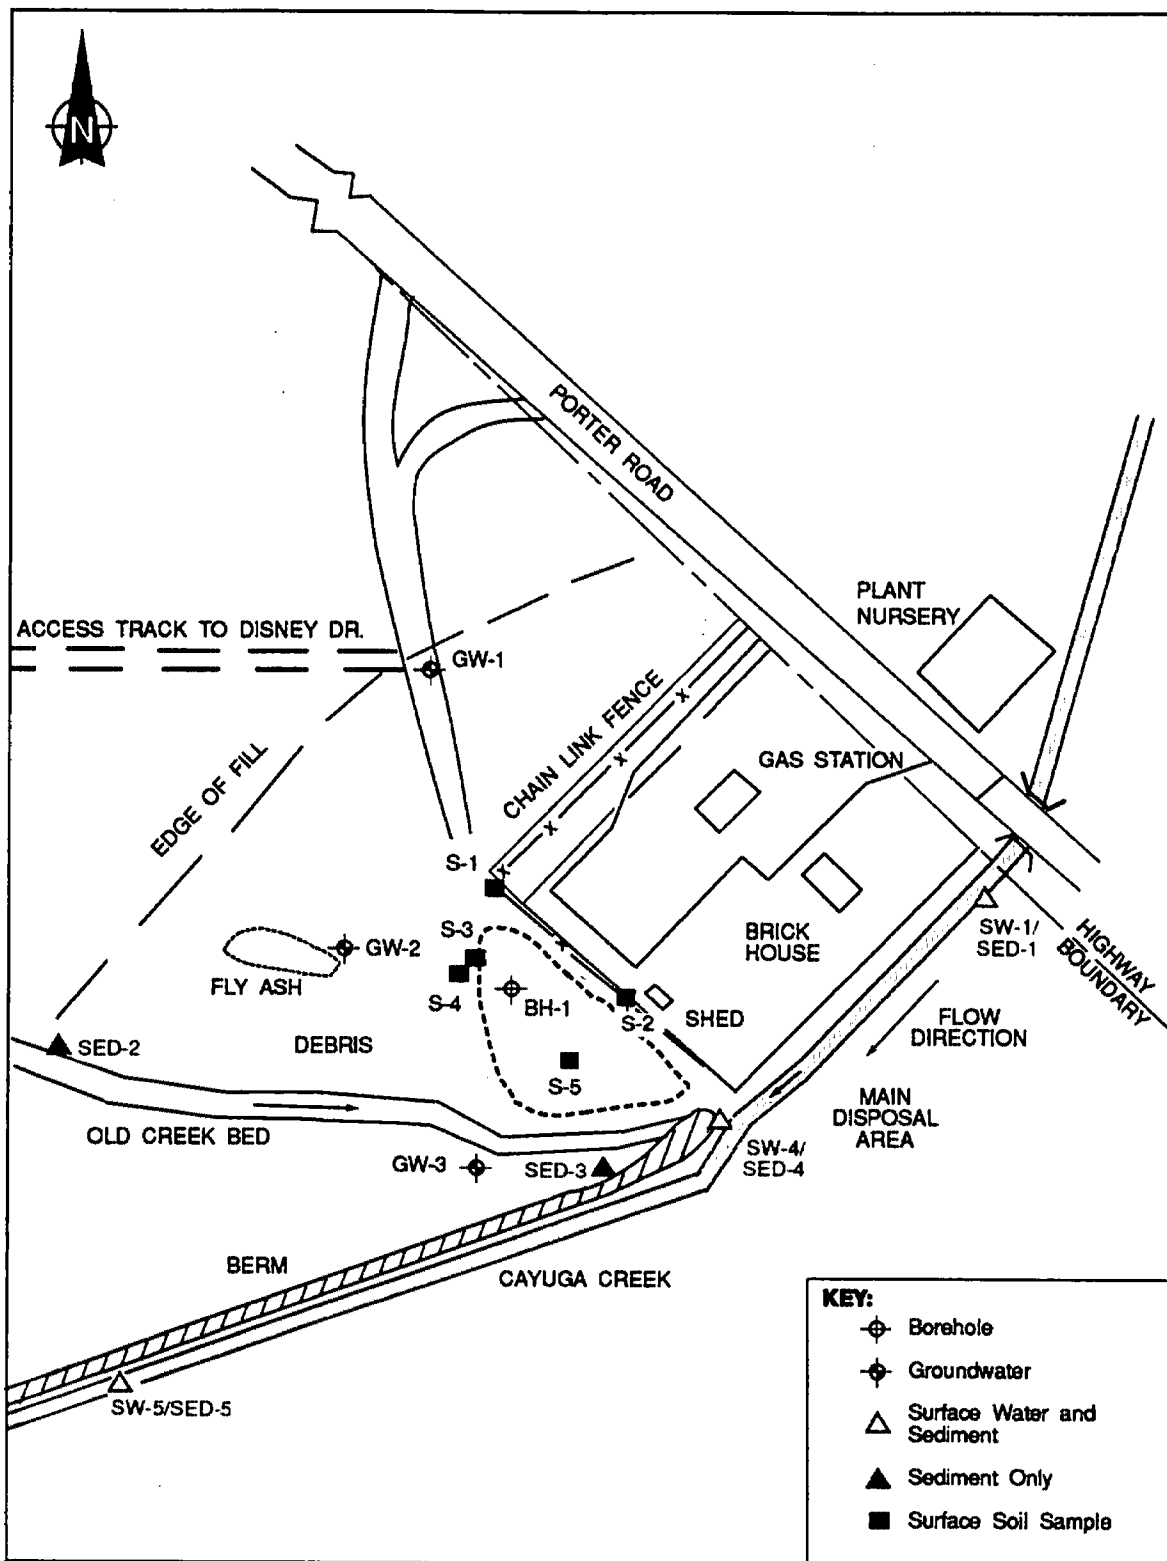 N
PORTER ROAD
PLANT
NURSERY
ACCESS TRACK TO DISNEY DR.
GW-1
CHAIN LINK FENCE
EDGE OF FILL
GAS STATION
S-1
S-3
GW-2
S-4
FLY ASH
BH-1
S-2
BRICK
HOUSE
SW-1/
SED-1
HIGHWAY
BOUNDARY
SHED
FLOW
DIRECTION
SED-2
DEBRIS
S-5
MAIN
DISPOSAL
AREA
OLD CREEK BED
GW-3
SED-3
SW-4/
SED-4
BERM
CAYUGA CREEK
SW-5/SED-5
KEY:
Borehole
Groundwater
Surface Water and
Sediment
Sediment Only
Surface Soil Sample